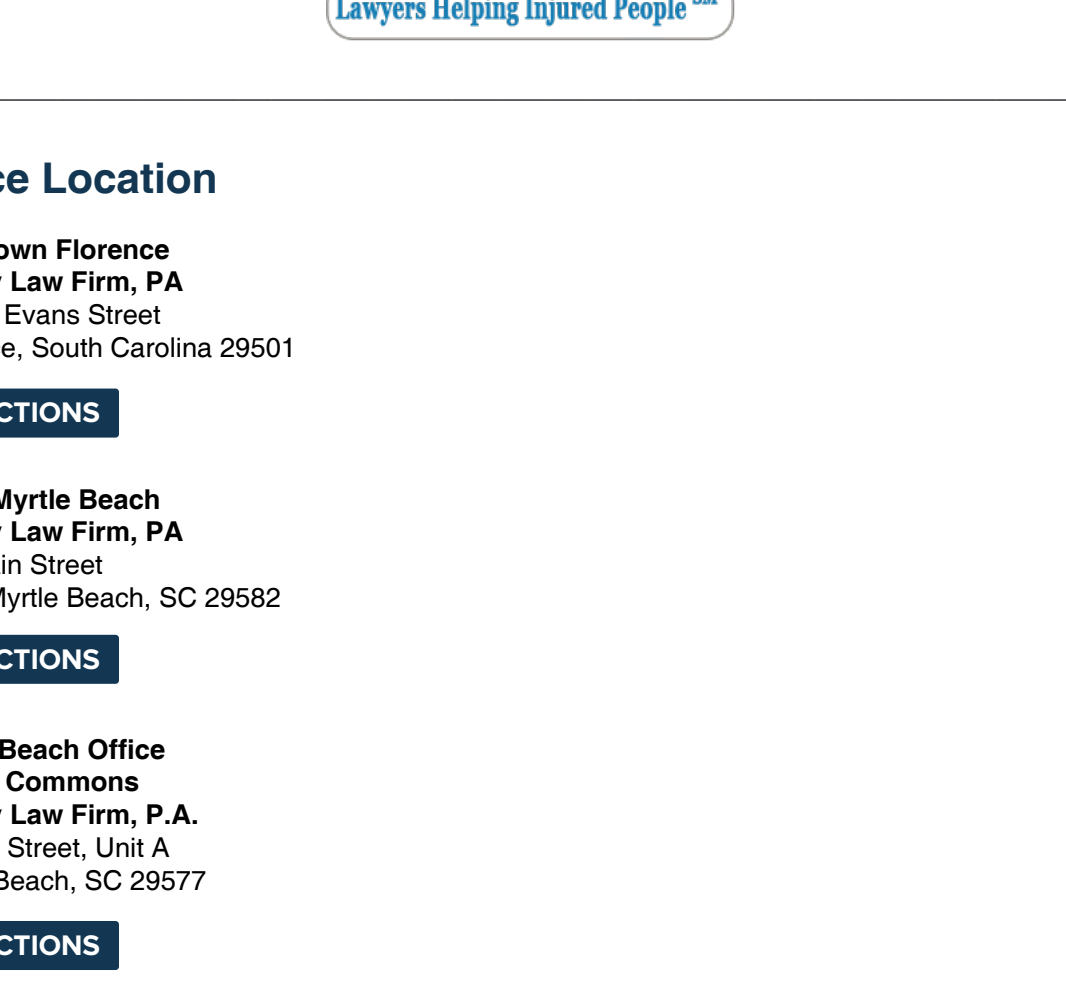 Lawyers Helping Injured People SM
ce Location
own Florence
Law Firm, PA
Evans Street
e, South Carolina 29501
CTIONS
Myrtle Beach
Law Firm, PA
in Street
Myrtle Beach, SC 29582
CTIONS
Beach Office
Commons
Law Firm, P.A.
Street, Unit A
Beach, SC 29577
CTIONS